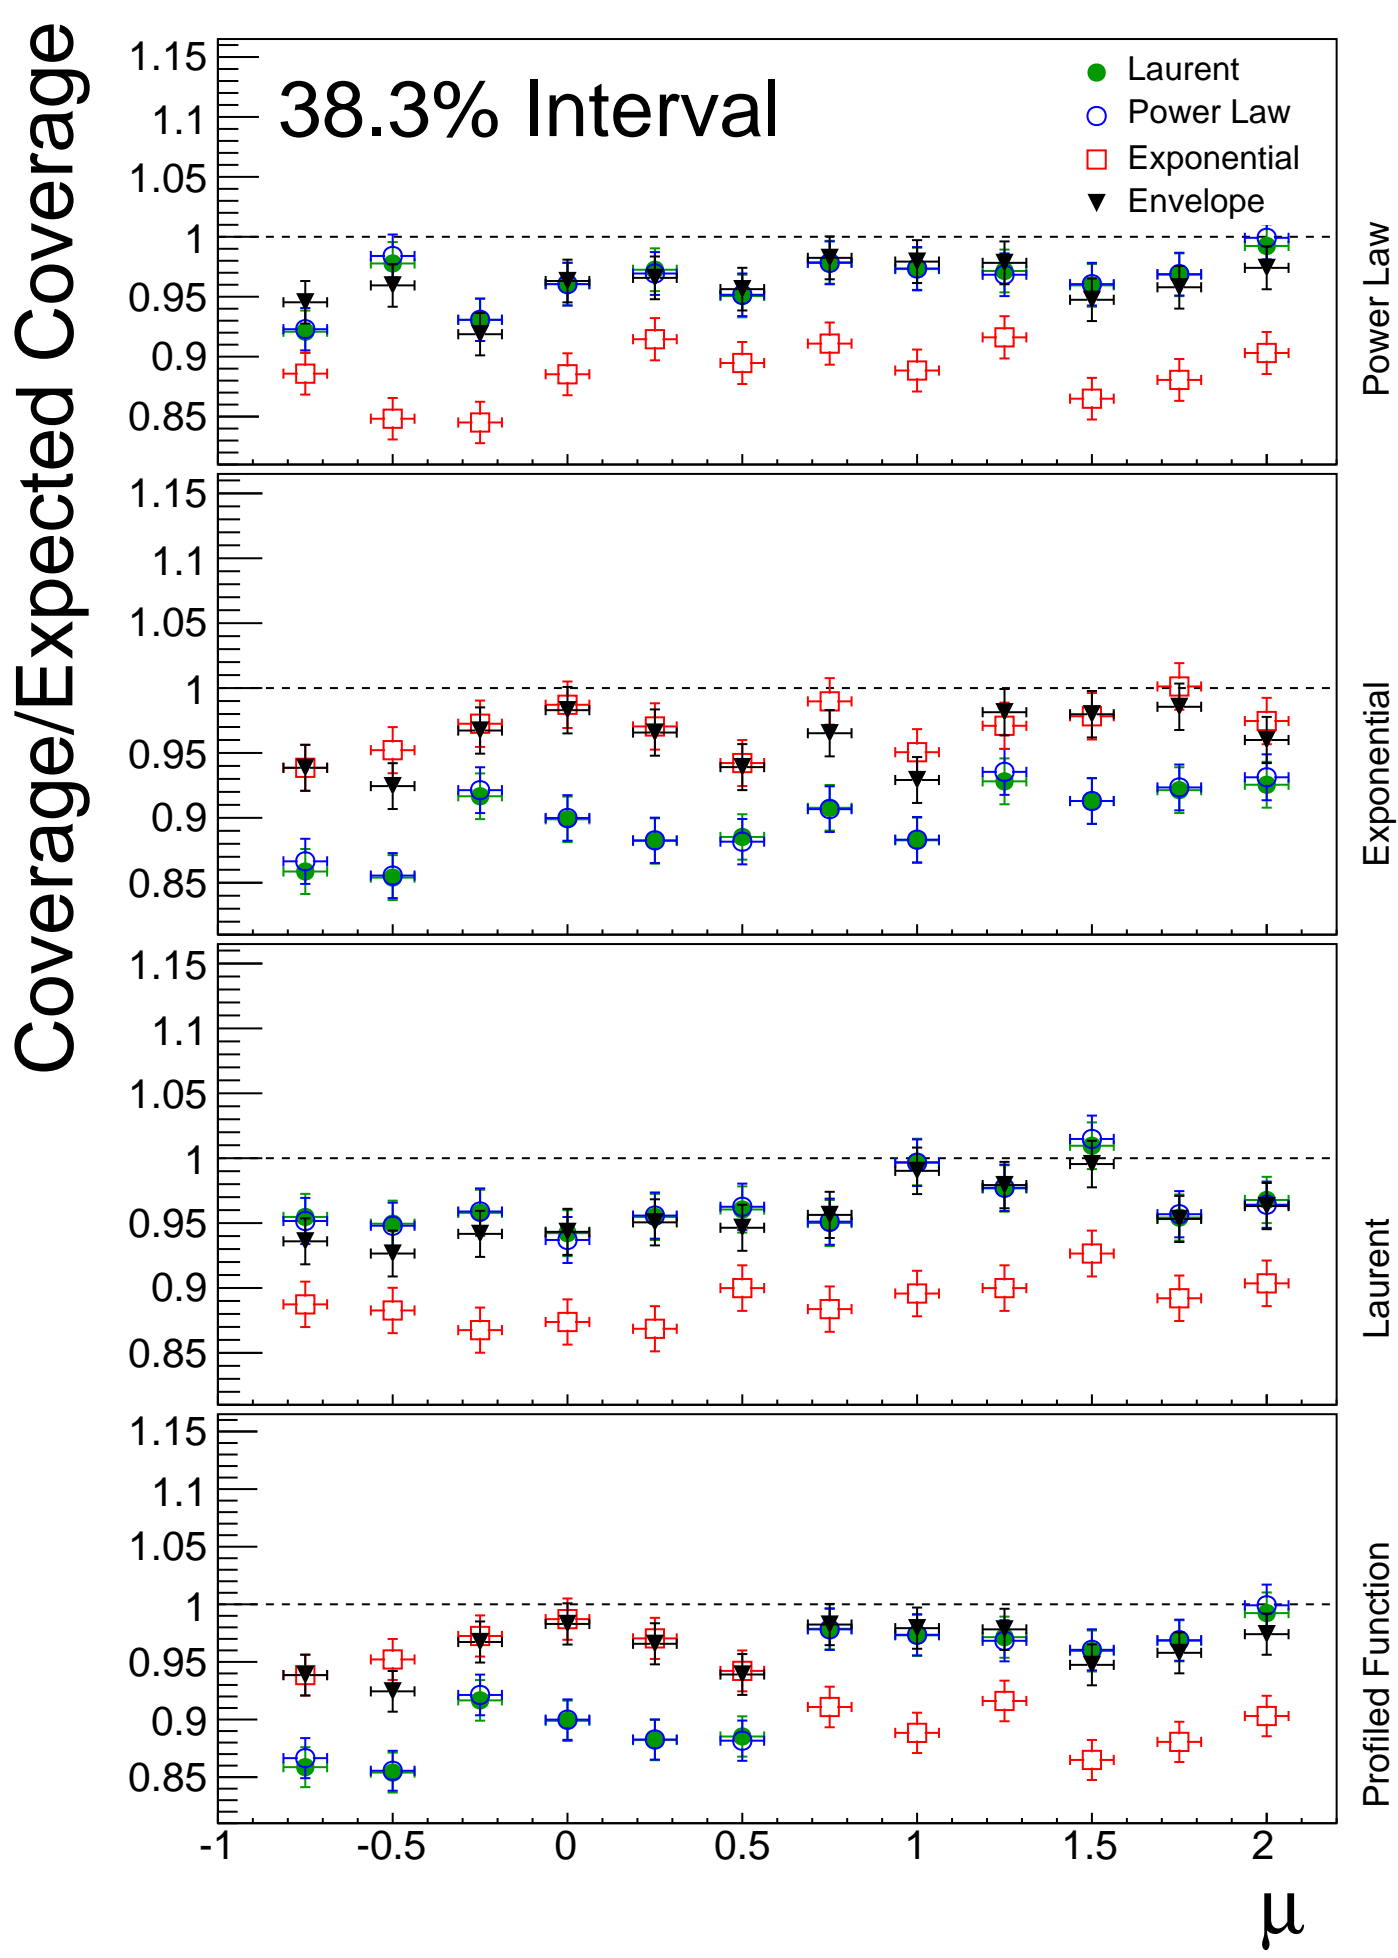 Coverage/Expected Coverage
38.3% Interval
Laurent
Power Law
Exponential
Envelope
1.15
1.1
1.05
1
0.95
0.9
0.85
Power Law
1.15
1.1
1.05
1
0.95
0.9
0.85
Exponential
1.15
1.1
1.05
1
0.95
0.9
0.85
Laurent
1.15
1.1
1.05
1
0.95
0.9
0.85
Profiled Function
-1 -0.5 0 0.5 1 1.5 2
μ